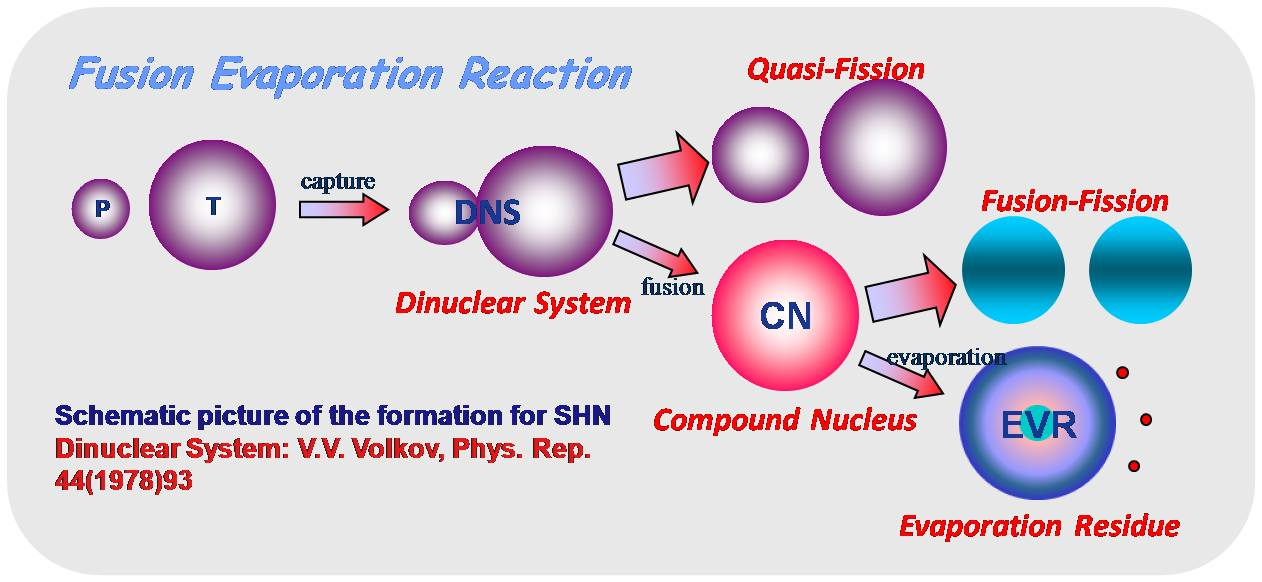 Fusion Evaporation Reaction
Quasi-Fission
P
T
capture
DNS
Dinuclear System
fusion
Fusion-Fission
CN
Compound Nucleus
evaporation
EVR
Evaporation Residue
Schematic picture of the formation for SHN
Dinuclear System: V.V. Volkov, Phys. Rep.
44(1978)93